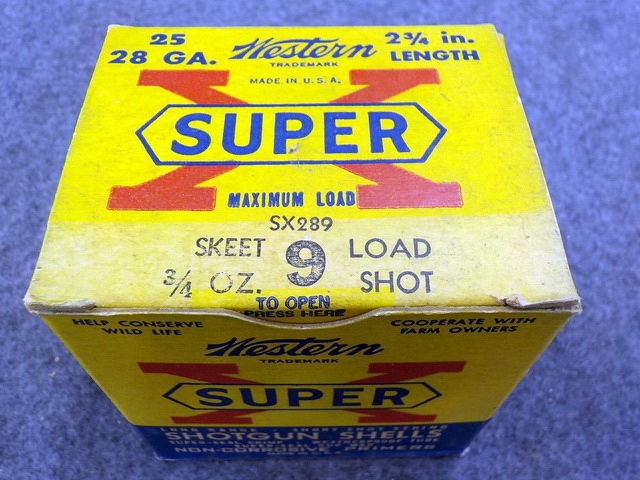 25
28 GA.
Western
TRADEMARK
MADE IN U.S.A.
2¾ in.
LENGTH
SUPER X
MAXIMUM LOAD
SX289
SKEET 9 LOAD
¾ OZ. SHOT
TO OPEN
PRESS HERE
HELP CONSERVE
WILD LIFE
COOPERATE WITH
FARM OWNERS
Western
TRADEMARK
SUPER X
SHOTGUN SHELLS
NON-CORROSIVE PRIMERS